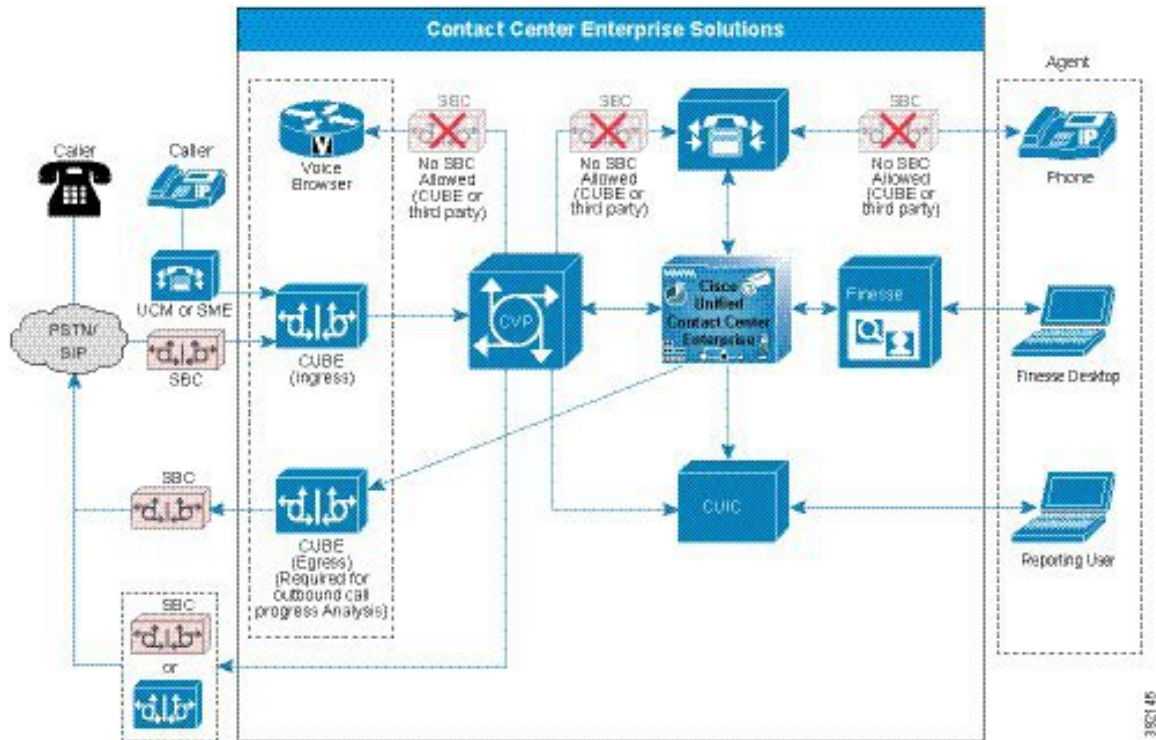 Contact Center Enterprise Solutions
Agent
Caller
Caller
IP
UCM or SME
PSTN/
SIP
SBC
V
Voice
Browser
SBC
No SBC
Allowed
(CUBE or
third party)
SBC
No SBC
Allowed
(CUBE or
third party)
SBC
No SBC
Allowed
(CUBE or
third party)
IP
Phone
CUBE
(Ingress)
CVP
Cisco
Unified
Contact Center
Enterprise
Finesse
Finesse Desktop
SBC
CUBE
(Egress)
(Required for
outbound call
progress Analysis)
CUIC
Reporting User
SBC
or
392145